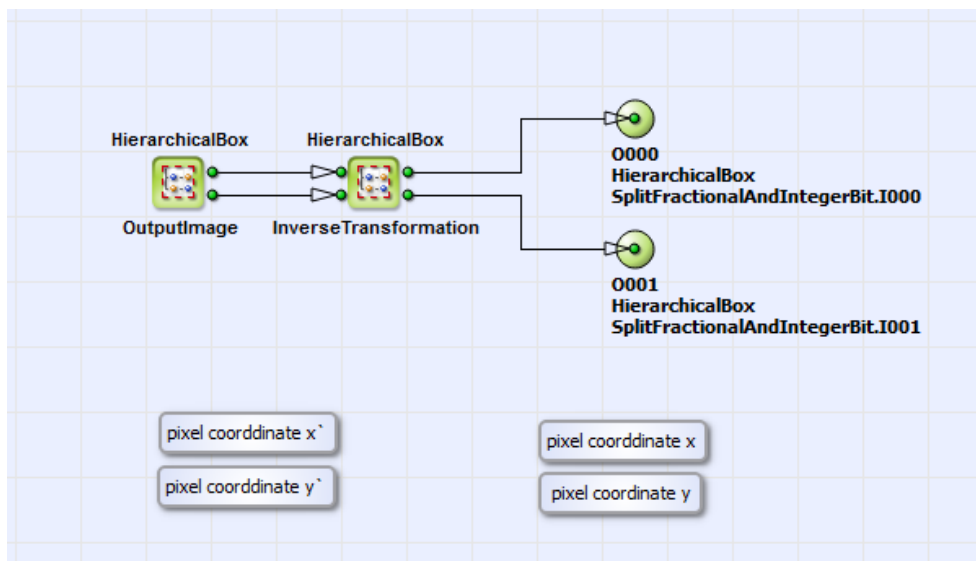 HierarchicalBox
HierarchicalBox
OutputImage
InverseTransformation
O000
HierarchicalBox
SplitFractionalAndIntegerBit.I000
O001
HierarchicalBox
SplitFractionalAndIntegerBit.I001
pixel coorddinate x`
pixel coorddinate y`
pixel coorddinate x
pixel coordinate y